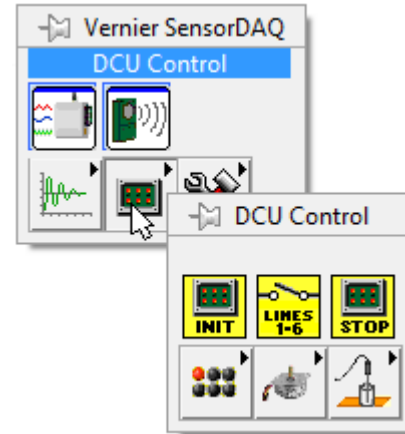 Vernier SensorDAQ
DCU Control
DCU Control
INIT
LINES
1-6
STOP